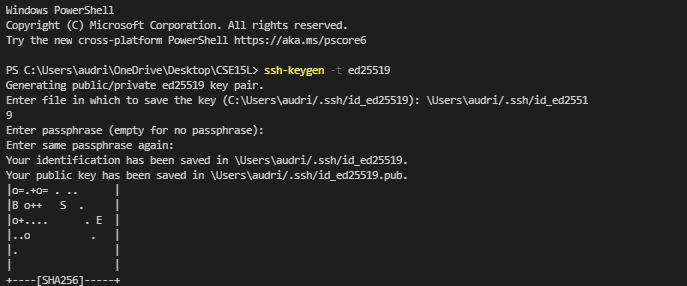 Windows PowerShell
Copyright (C) Microsoft Corporation. All rights reserved.
Try the new cross-platform PowerShell https://aka.ms/pscore6
PS C:\Users\audri\OneDrive\Desktop\CSE15L> ssh-keygen -t ed25519
Generating public/private ed25519 key pair.
Enter file in which to save the key (C:\Users\audri/.ssh/id_ed25519): \Users\audri/.ssh/id_ed2551
9
Enter passphrase (empty for no passphrase):
Enter same passphrase again:
Your identification has been saved in \Users\audri/.ssh/id_ed25519.
Your public key has been saved in \Users\audri/.ssh/id_ed25519.pub.
|o=.+o= . ..      |
|B o++   S  .     |
|o+....      . E  |
|..o          .   |
|.                |
|                 |
+----[SHA256]-----+